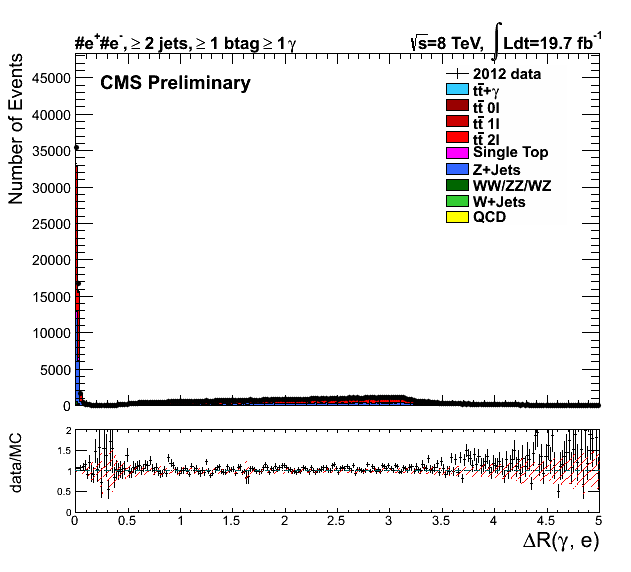 #e⁺#e⁻, ≥ 2 jets, ≥ 1 btag ≥ 1 γ √s=8 TeV, ∫Ldt=19.7 fb⁻¹
CMS Preliminary
2012 data
tt̄+γ
tt̄ 0l
tt̄ 1l
tt̄ 2l
Single Top
Z+Jets
WW/ZZ/WZ
W+Jets
QCD
Number of Events
45000
40000
35000
30000
25000
20000
15000
10000
5000
0
data/MC
2
1.5
1
0.5
0
0 0.5 1 1.5 2 2.5 3 3.5 4 4.5 5
ΔR(γ, e)